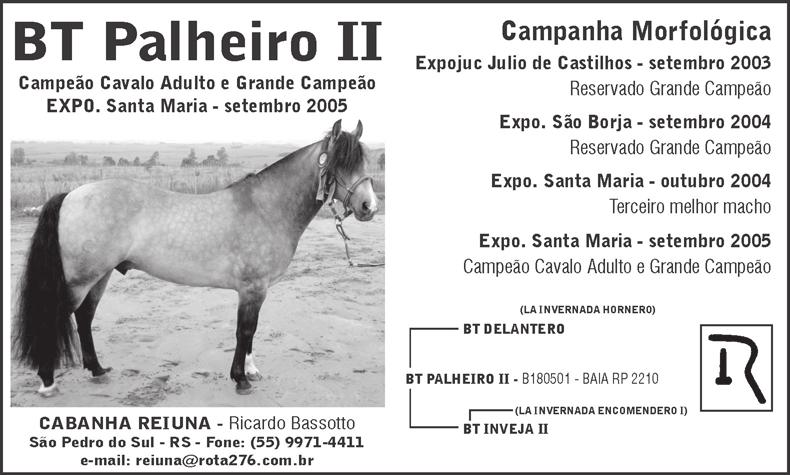 BT Palheiro II
Campeão Cavalo Adulto e Grande Campeão
EXPO. Santa Maria - setembro 2005
CABANHA REIUNA - Ricardo Bassotto
São Pedro do Sul - RS - Fone: (55) 9971-4411
e-mail: reiuna@rota276.com.br
Campanha Morfológica
Expojuc Julio de Castilhos - setembro 2003
Reservado Grande Campeão
Expo. São Borja - setembro 2004
Reservado Grande Campeão
Expo. Santa Maria - outubro 2004
Terceiro melhor macho
Expo. Santa Maria - setembro 2005
Campeão Cavalo Adulto e Grande Campeão
(LA INVERNADA HORNERO)
BT DELANTERO
BT PALHEIRO II - B180501 - BAIA RP 2210
(LA INVERNADA ENCOMENDERO I)
BT INVEJA II
R